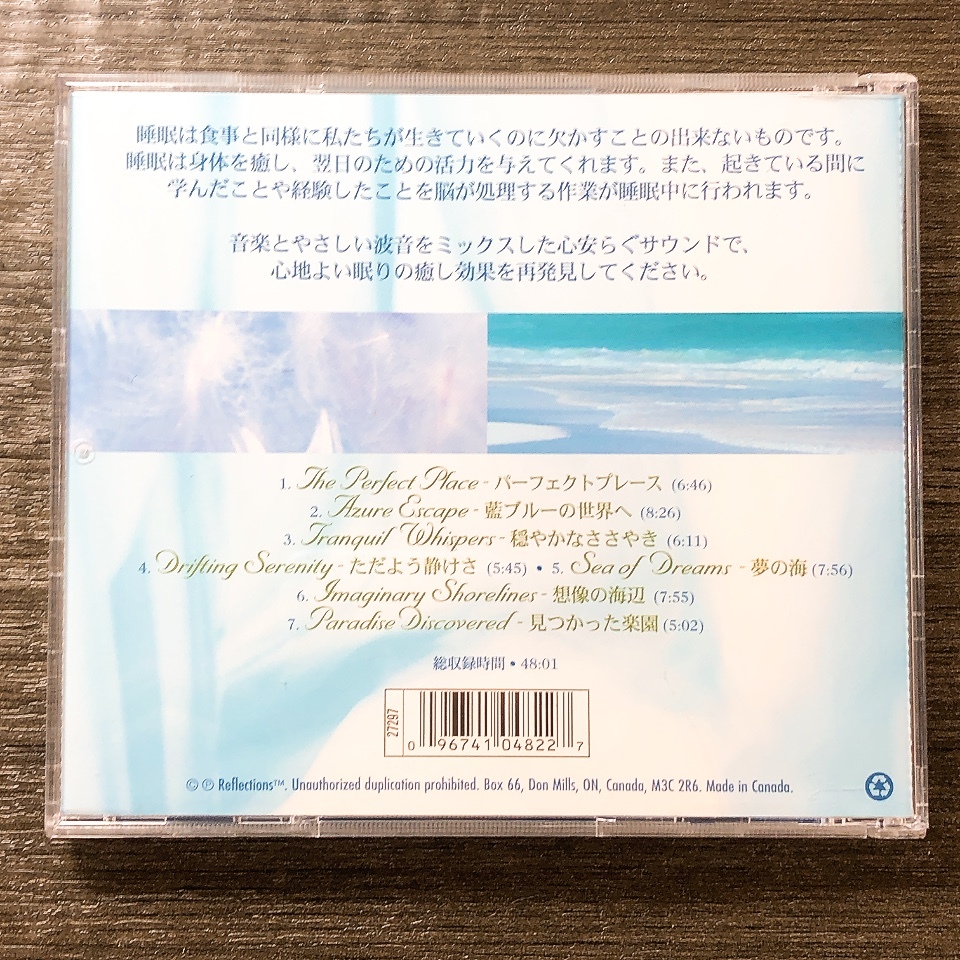 睡眠は食事と同様に私たちが生きていくのに欠かすことの出来ないものです。
睡眠は身体を癒し、翌日のための活力を与えてくれます。また、起きている間に
学んだことや経験したことを脳が処理する作業が睡眠中に行われます。
音楽とやさしい波音をミックスした心安らぐサウンドで、
心地よい眠りの癒し効果を再発見してください。
1. The Perfect Place - パーフェクトプレース (6:46)
2. Azure Escape - 藍ブルーの世界へ (8:26)
3. Tranquil Whispers - 穏やかなささやき (6:11)
4. Drifting Serenity - ただよう静けさ (5:45) • 5. Sea of Dreams - 夢の海 (7:56)
6. Imaginary Shorelines - 想像の海辺 (7:55)
7. Paradise Discovered - 見つかった楽園 (5:02)
総収録時間 • 48:01
27297
0 96741 04822 7
© ℗ Reflections™. Unauthorized duplication prohibited. Box 66, Don Mills, ON, Canada, M3C 2R6. Made in Canada.